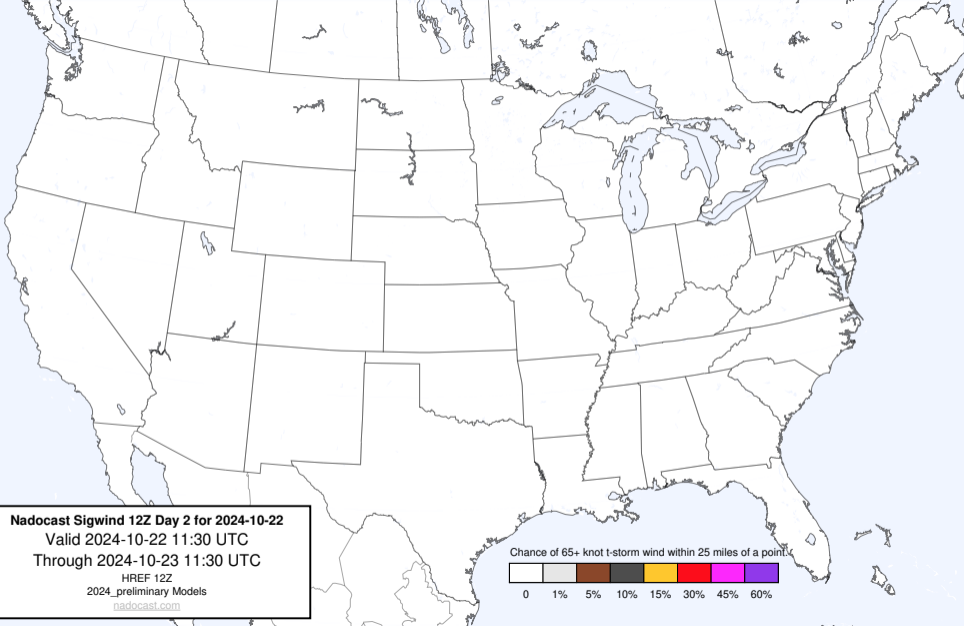 Nadocast Sigwind 12Z Day 2 for 2024-10-22
Valid 2024-10-22 11:30 UTC
Through 2024-10-23 11:30 UTC
HREF 12Z
2024_preliminary Models
nadocast.com
Chance of 65+ knot t-storm wind within 25 miles of a point.
0 1% 5% 10% 15% 30% 45% 60%